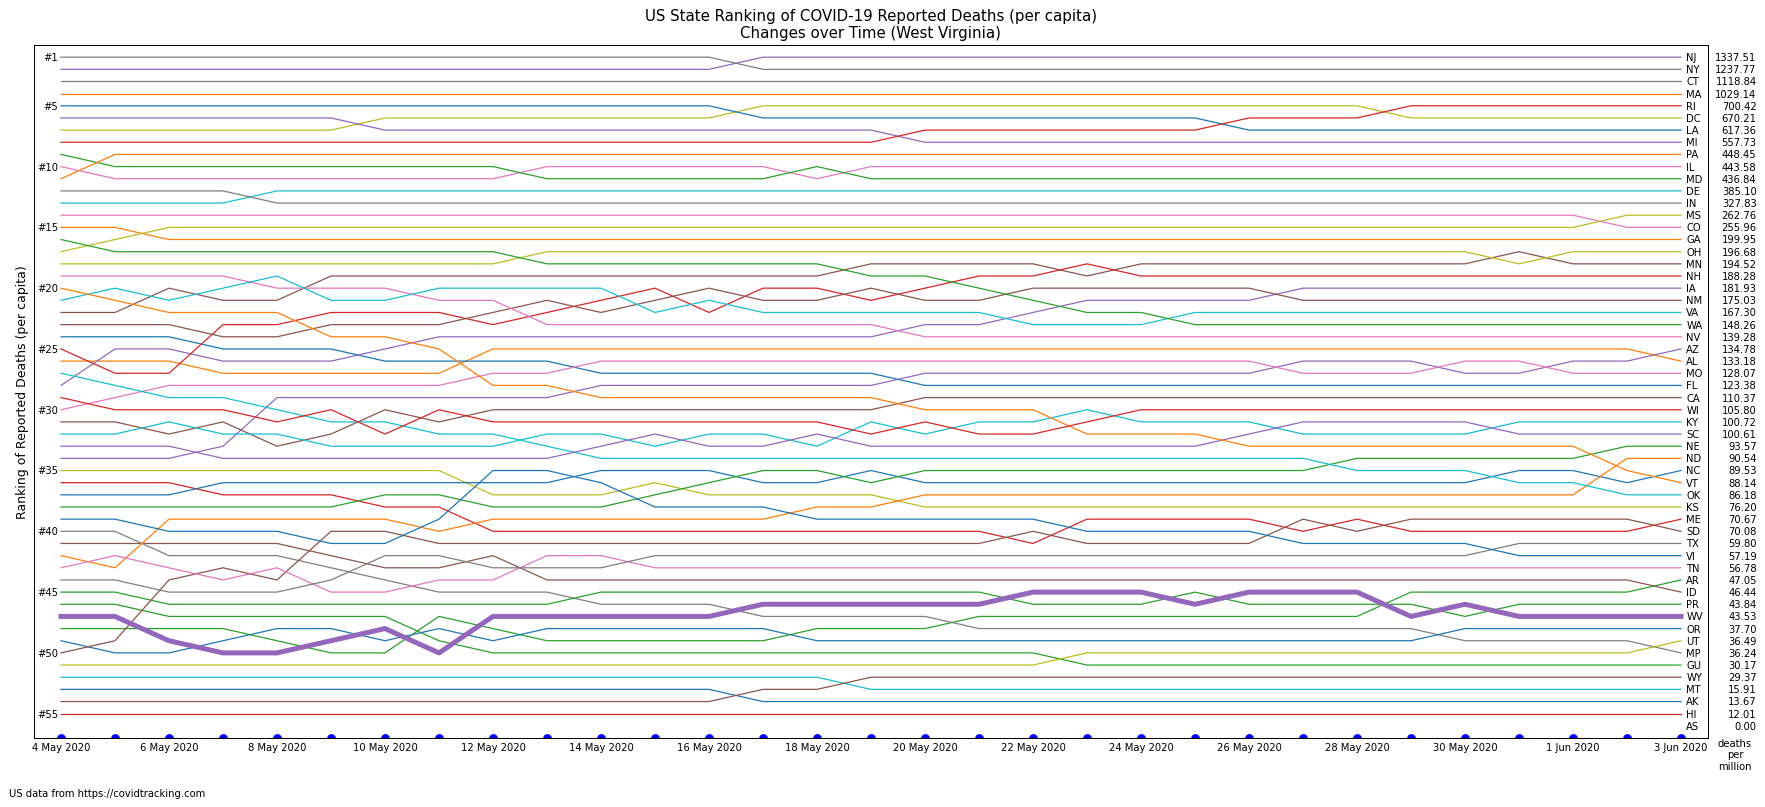 US State Ranking of COVID-19 Reported Deaths (per capita)
Changes over Time (West Virginia)
Ranking of Reported Deaths (per capita)
#1
#5
#10
#15
#20
#25
#30
#35
#40
#45
#50
#55
NJ 1337.51
NY 1237.77
CT 1118.84
MA 1029.14
RI 700.42
DC 670.21
LA 617.36
MI 557.73
PA 448.45
IL 443.58
MD 436.84
DE 385.10
IN 327.83
MS 262.76
CO 255.96
GA 199.95
OH 196.68
MN 194.52
NH 188.28
IA 181.93
NM 175.03
VA 167.30
WA 148.26
NV 139.28
AZ 134.78
AL 133.18
MO 128.07
FL 123.38
CA 110.37
WI 105.80
KY 100.72
SC 100.61
NE 93.57
ND 90.54
NC 89.53
VT 88.14
OK 86.18
KS 76.20
ME 70.67
SD 70.08
TX 59.80
VI 57.19
TN 56.78
AR 47.05
ID 46.44
PR 43.84
WV 43.53
OR 37.70
UT 36.49
MP 36.24
GU 30.17
WY 29.37
MT 15.91
AK 13.67
HI 12.01
AS 0.00
4 May 2020 6 May 2020 8 May 2020 10 May 2020 12 May 2020 14 May 2020 16 May 2020 18 May 2020 20 May 2020 22 May 2020 24 May 2020 26 May 2020 28 May 2020 30 May 2020 1 Jun 2020 3 Jun 2020
deaths
per
million
US data from https://covidtracking.com